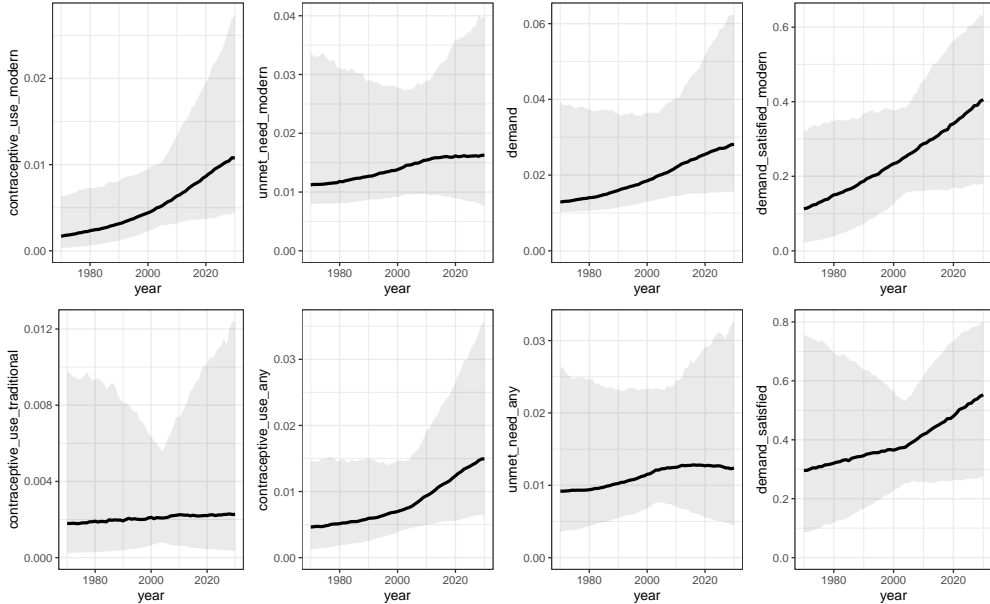 contraceptive_use_modern
0.02
0.01
0.00
1980 2000 2020
year
unmet_need_modern
0.04
0.03
0.02
0.01
0.00
1980 2000 2020
year
demand
0.06
0.04
0.02
0.00
1980 2000 2020
year
demand_satisfied_modern
0.6
0.4
0.2
0.0
1980 2000 2020
year
contraceptive_use_traditional
0.012
0.009
0.006
0.004
0.000
1980 2000 2020
year
contraceptive_use_any
0.03
0.02
0.01
0.00
1980 2000 2020
year
unmet_need_any
0.03
0.02
0.01
0.00
1980 2000 2020
year
demand_satisfied
0.8
0.6
0.4
0.2
0.0
1980 2000 2020
year